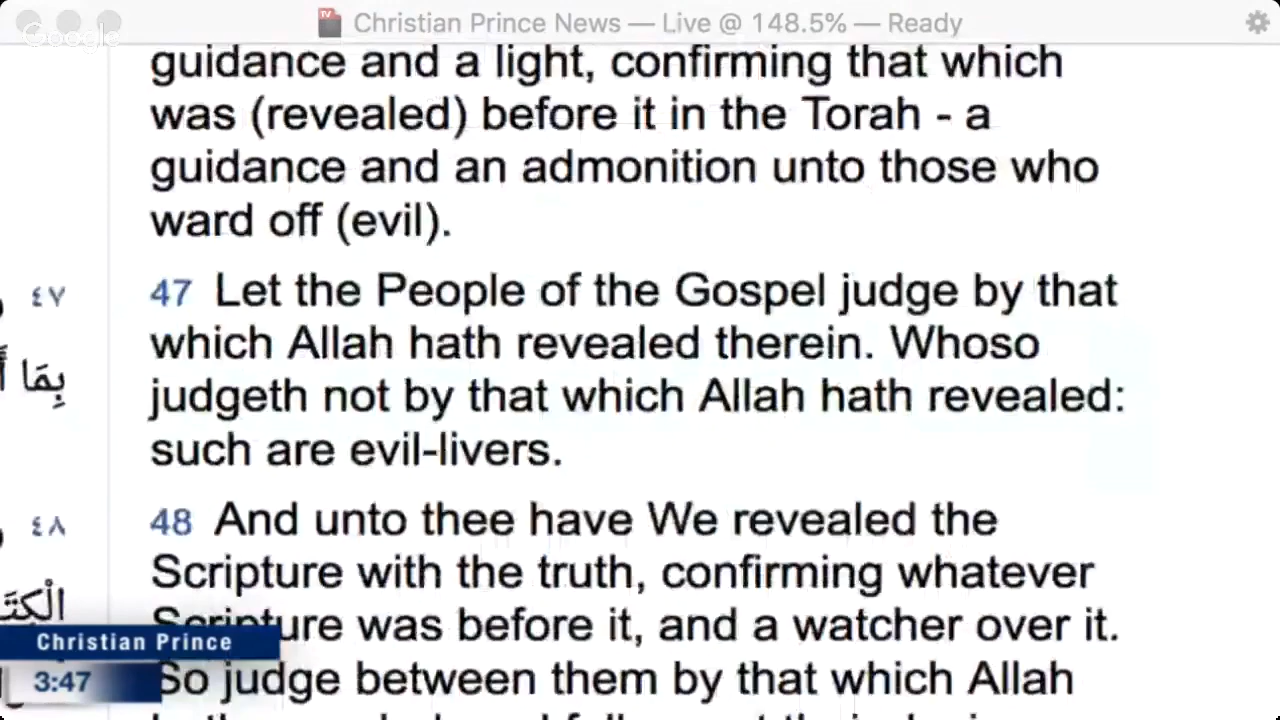 Christian Prince News — Live @ 148.5% — Ready
Google
guidance and a light, confirming that which
was (revealed) before it in the Torah - a
guidance and an admonition unto those who
ward off (evil).
٤٧
47 Let the People of the Gospel judge by that
which Allah hath revealed therein. Whoso
بِمَا
judgeth not by that which Allah hath revealed:
such are evil-livers.
٤٨
48 And unto thee have We revealed the
Scripture with the truth, confirming whatever
Scripture was before it, and a watcher over it.
Christian Prince
So judge between them by that which Allah
3:47